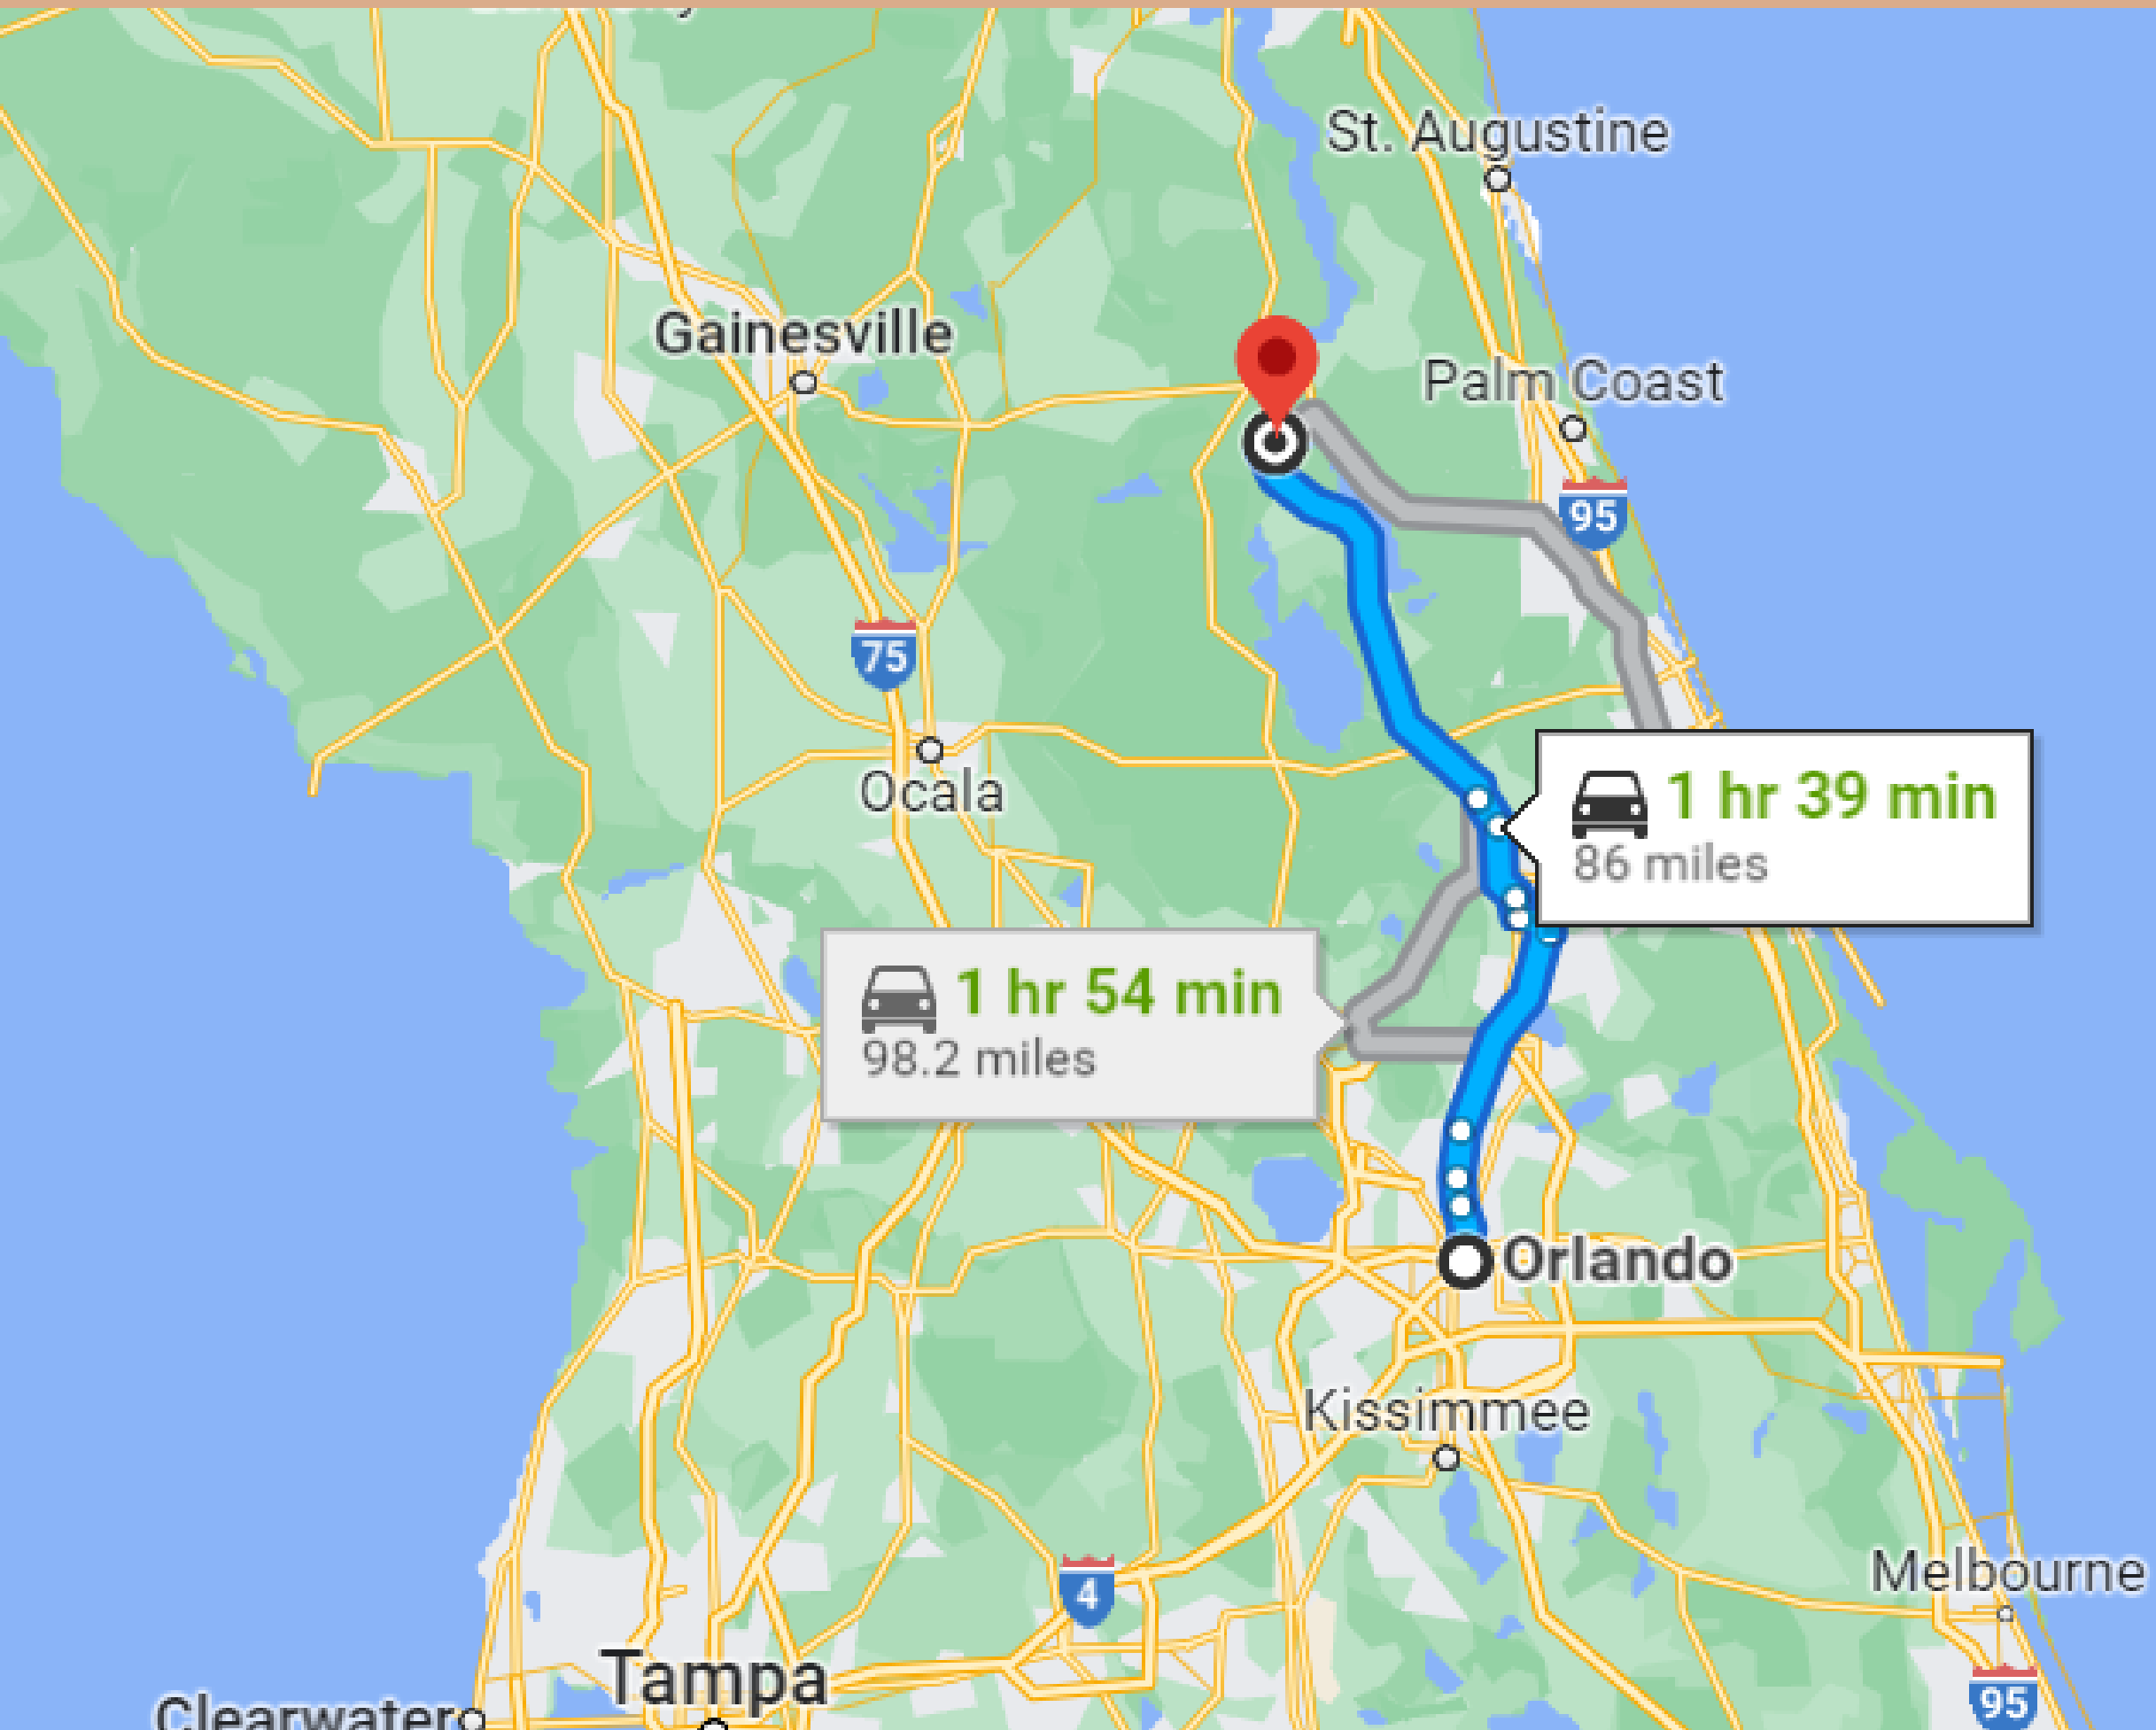 St. Augustine
Gainesville
Palm Coast
95
75
Ocala
1 hr 39 min
86 miles
1 hr 54 min
98.2 miles
Orlando
Kissimmee
4
Melbourne
Tampa
95
Clearwater